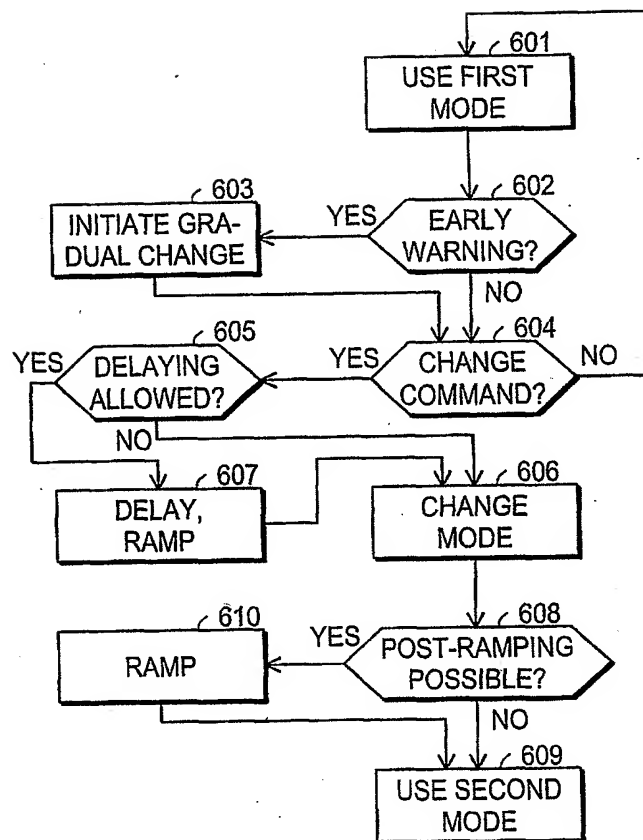 601
USE FIRST
MODE
603
INITIATE GRA-
DUAL CHANGE
YES
602
EARLY
WARNING?
NO
605
YES
DELAYING
ALLOWED?
YES
604
CHANGE
COMMAND?
NO
NO
607
DELAY,
RAMP
606
CHANGE
MODE
610
RAMP
YES
608
POST-RAMPING
POSSIBLE?
NO
609
USE SECOND
MODE